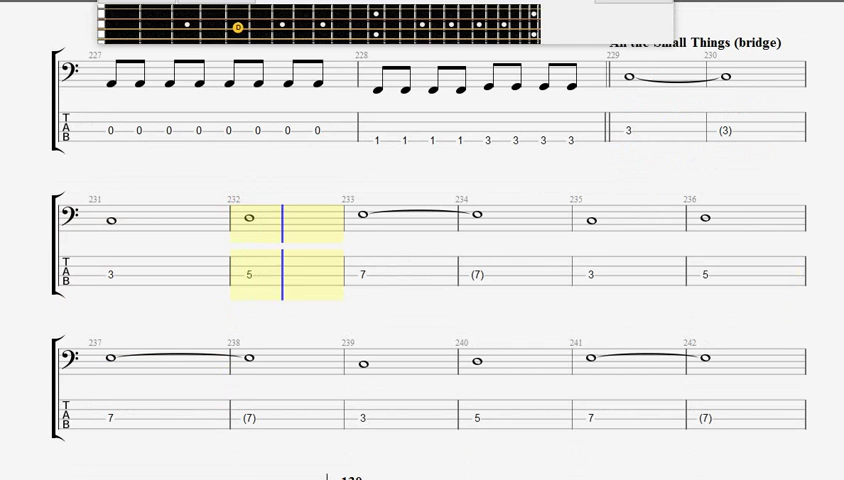 D
All the Small Things (bridge)
227 228 229 230
T A B 0 0 0 0 0 0 0 0 1 1 1 1 3 3 3 3 3 (3)
231 232 233 234 235 236
T A B 3 5 7 (7) 3 5
237 238 239 240 241 242
T A B 7 (7) 3 5 7 (7)